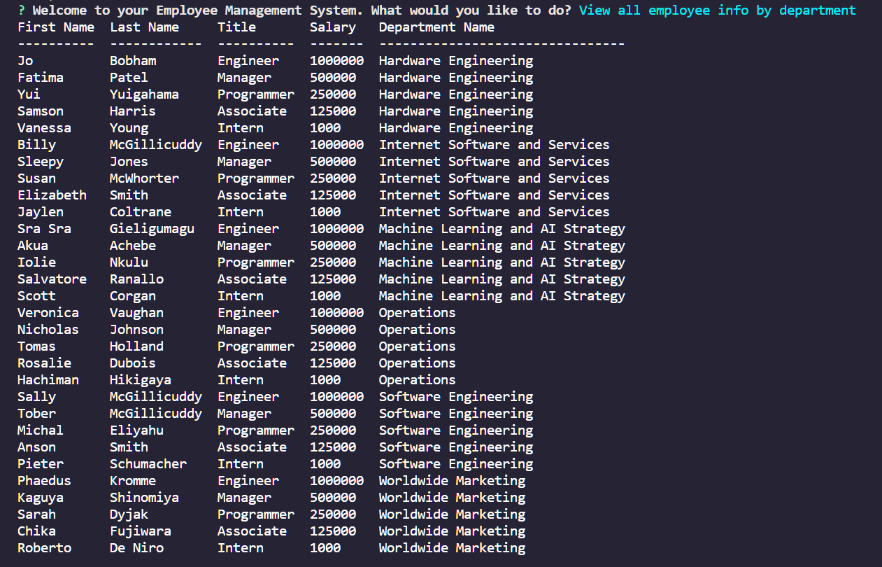 ? Welcome to your Employee Management System. What would you like to do? View all employee info by department
First Name  Last Name     Title       Salary   Department Name
----------  ------------  ----------  -------  --------------------------------
Jo          Bobham        Engineer    1000000  Hardware Engineering
Fatima      Patel         Manager     500000   Hardware Engineering
Yui         Yuigahama     Programmer  250000   Hardware Engineering
Samson      Harris        Associate   125000   Hardware Engineering
Vanessa     Young         Intern      1000     Hardware Engineering
Billy       McGillicuddy  Engineer    1000000  Internet Software and Services
Sleepy      Jones         Manager     500000   Internet Software and Services
Susan       McWhorter     Programmer  250000   Internet Software and Services
Elizabeth   Smith         Associate   125000   Internet Software and Services
Jaylen      Coltrane      Intern      1000     Internet Software and Services
Sra Sra     Gieligumagu   Engineer    1000000  Machine Learning and AI Strategy
Akua        Achebe        Manager     500000   Machine Learning and AI Strategy
Iolie       Nkulu         Programmer  250000   Machine Learning and AI Strategy
Salvatore   Ranallo       Associate   125000   Machine Learning and AI Strategy
Scott       Corgan        Intern      1000     Machine Learning and AI Strategy
Veronica    Vaughan       Engineer    1000000  Operations
Nicholas    Johnson       Manager     500000   Operations
Tomas       Holland       Programmer  250000   Operations
Rosalie     Dubois        Associate   125000   Operations
Hachiman    Hikigaya      Intern      1000     Operations
Sally       McGillicuddy  Engineer    1000000  Software Engineering
Tober       McGillicuddy  Manager     500000   Software Engineering
Michal      Eliyahu       Programmer  250000   Software Engineering
Anson       Smith         Associate   125000   Software Engineering
Pieter      Schumacher    Intern      1000     Software Engineering
Phaedus     Kromme        Engineer    1000000  Worldwide Marketing
Kaguya      Shinomiya     Manager     500000   Worldwide Marketing
Sarah       Dyjak         Programmer  250000   Worldwide Marketing
Chika       Fujiwara      Associate   125000   Worldwide Marketing
Roberto     De Niro       Intern      1000     Worldwide Marketing